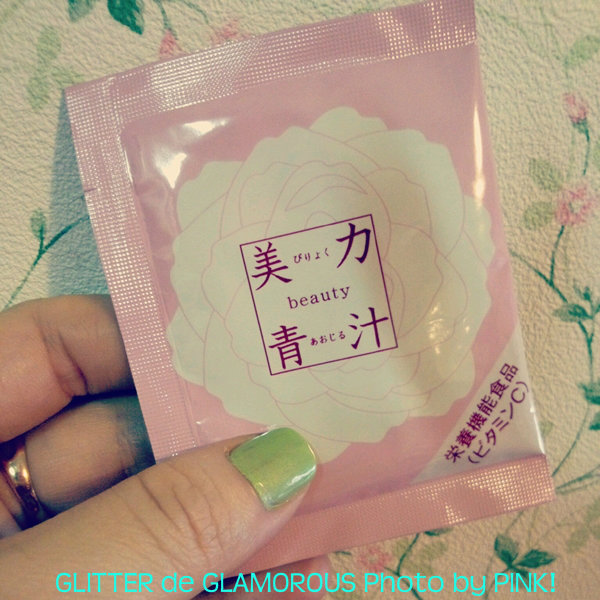 美 びりょく 力
beauty
青 あおじる 汁
栄養機能食品
(ビタミンC)
GLITTER de GLAMOROUS Photo by PINK!